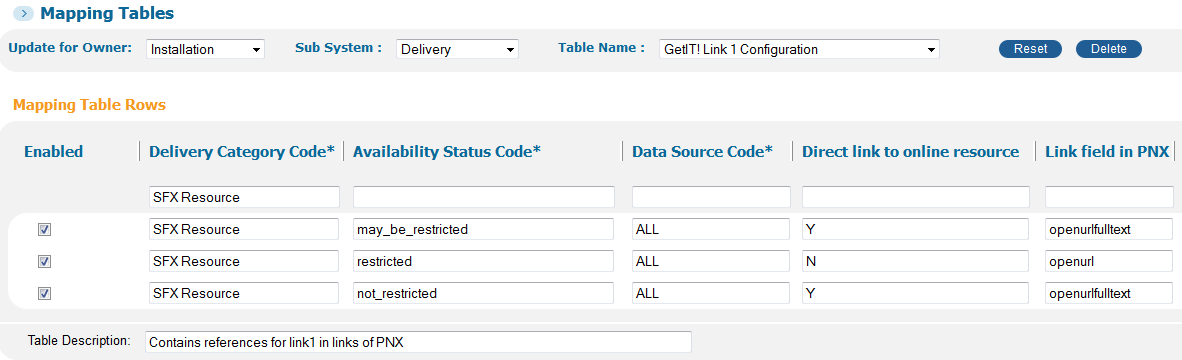 Mapping Tables
Update for Owner: Installation Sub System : Delivery Table Name : GetIT! Link 1 Configuration Reset Delete
Mapping Table Rows
Enabled Delivery Category Code* Availability Status Code* Data Source Code* Direct link to online resource Link field in PNX
SFX Resource
SFX Resource may_be_restricted ALL Y openurlfulltext
SFX Resource restricted ALL N openurl
SFX Resource not_restricted ALL Y openurlfulltext
Table Description: Contains references for link1 in links of PNX